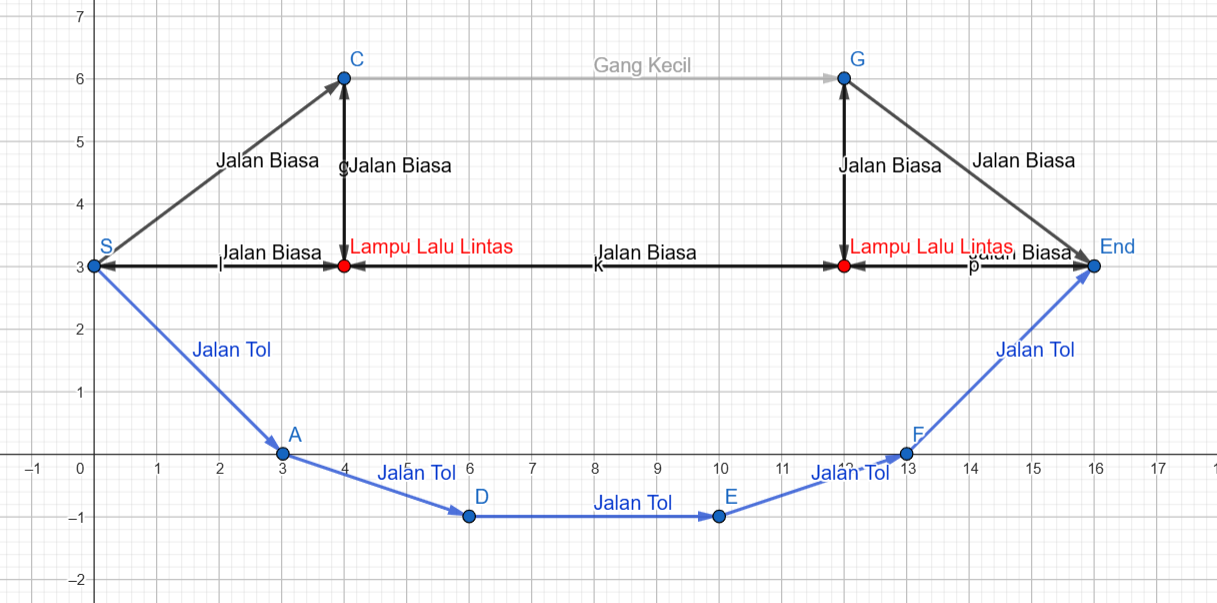 7
C
G
Gang Kecil
6
5
Jalan Biasa
g
Jalan Biasa
Jalan Biasa
Jalan Biasa
4
S
Jalan Biasa
Lampu Lalu Lintas
Jalan Biasa
Lampu Lalu Lintas
Jalan Biasa
End
3
l
k
p
2
Jalan Tol
Jalan Tol
1
A
F
−1
0
1
2
3
4
5
6
7
8
9
10
11
12
13
14
15
16
17
Jalan Tol
Jalan Tol
D
Jalan Tol
E
−1
−2